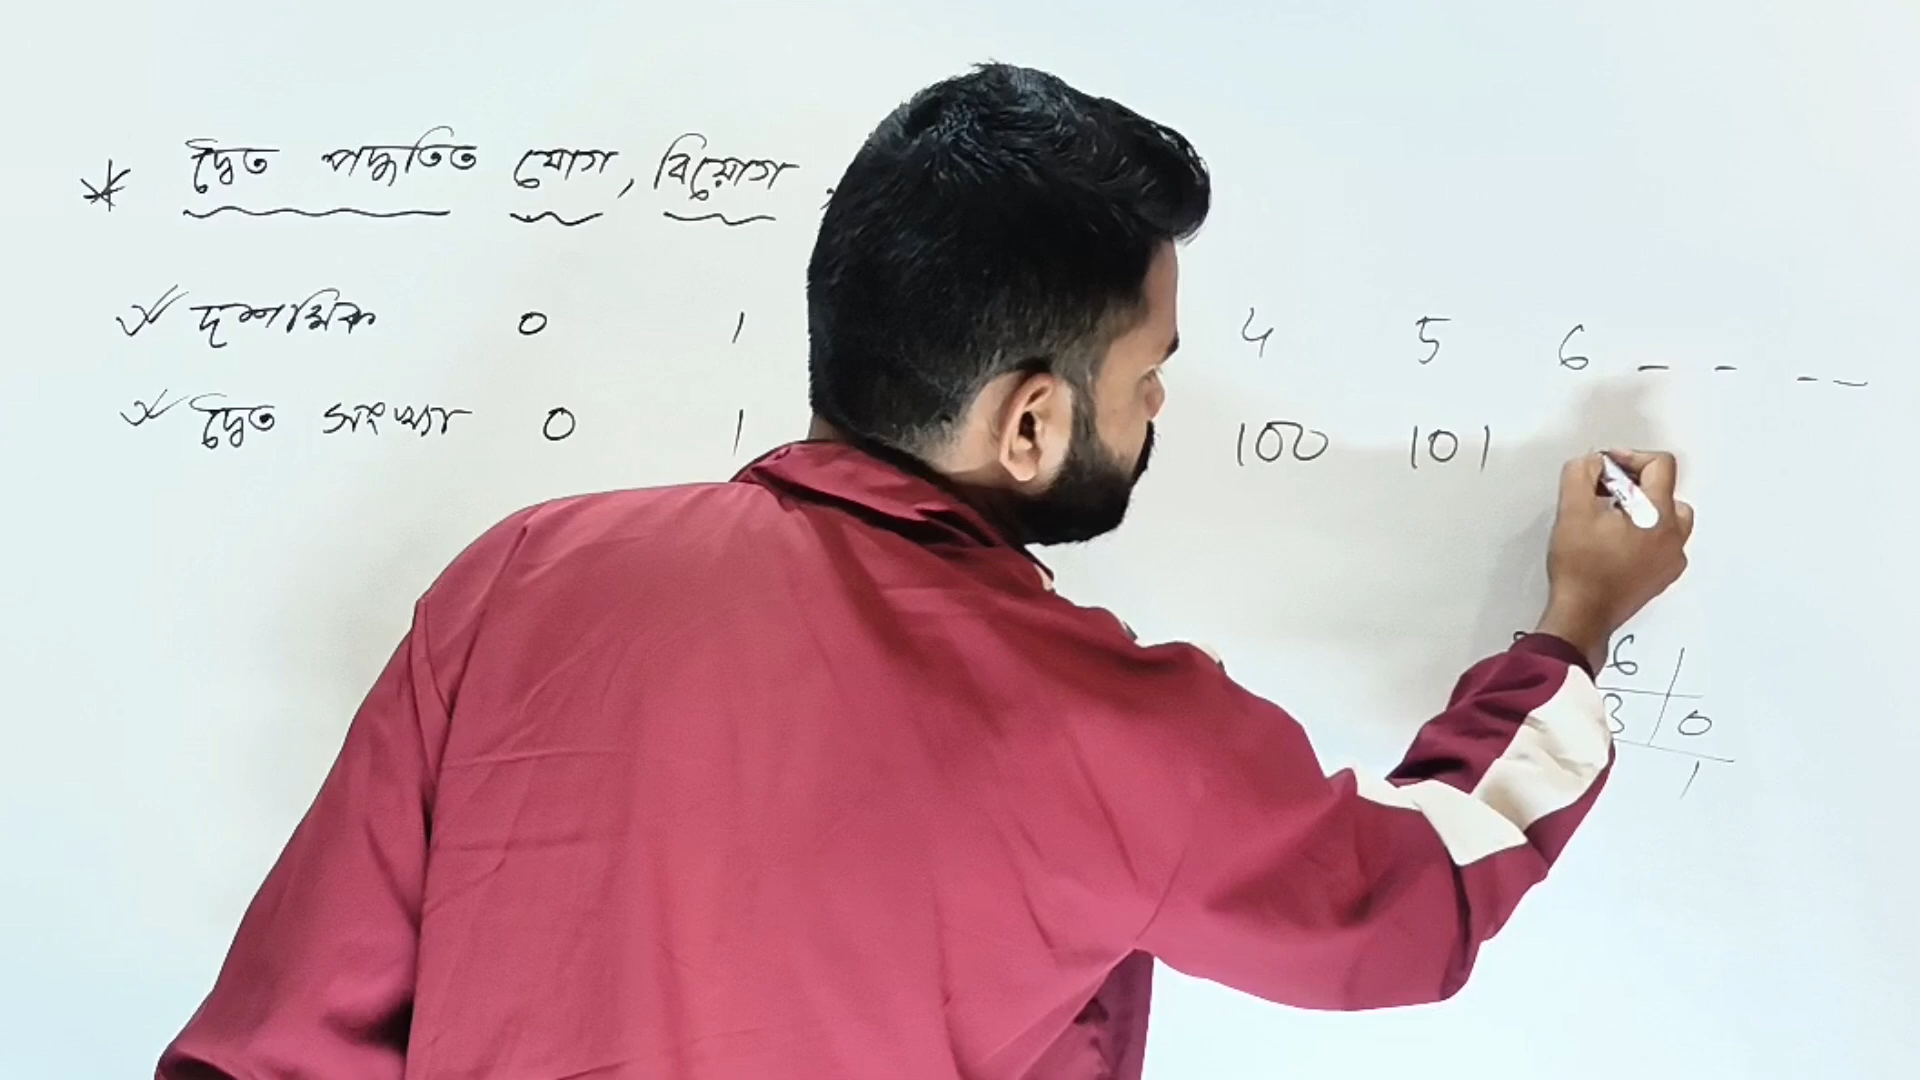 * দ্বৈত পদ্ধতিত যোগ, বিয়োগ
দশমিক 0 1 4 5 6 - - - -
দ্বৈত সংখ্যা 0 1 100 101
6
3 0
1